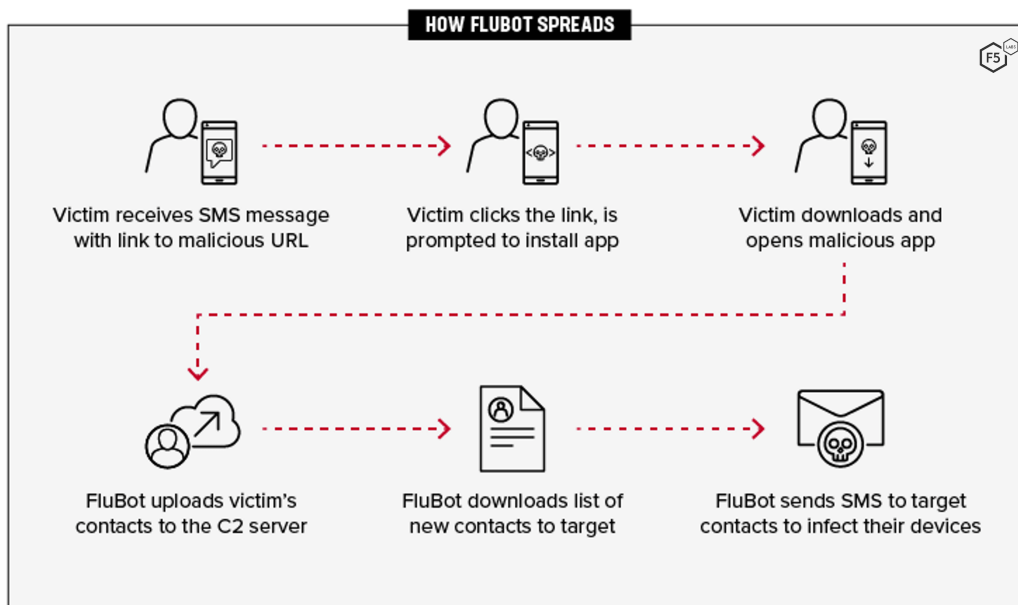 HOW FLUBOT SPREADS
F5
LABS
Victim receives SMS message
with link to malicious URL
Victim clicks the link, is
prompted to install app
Victim downloads and
opens malicious app
FluBot uploads victim's
contacts to the C2 server
FluBot downloads list of
new contacts to target
FluBot sends SMS to target
contacts to infect their devices